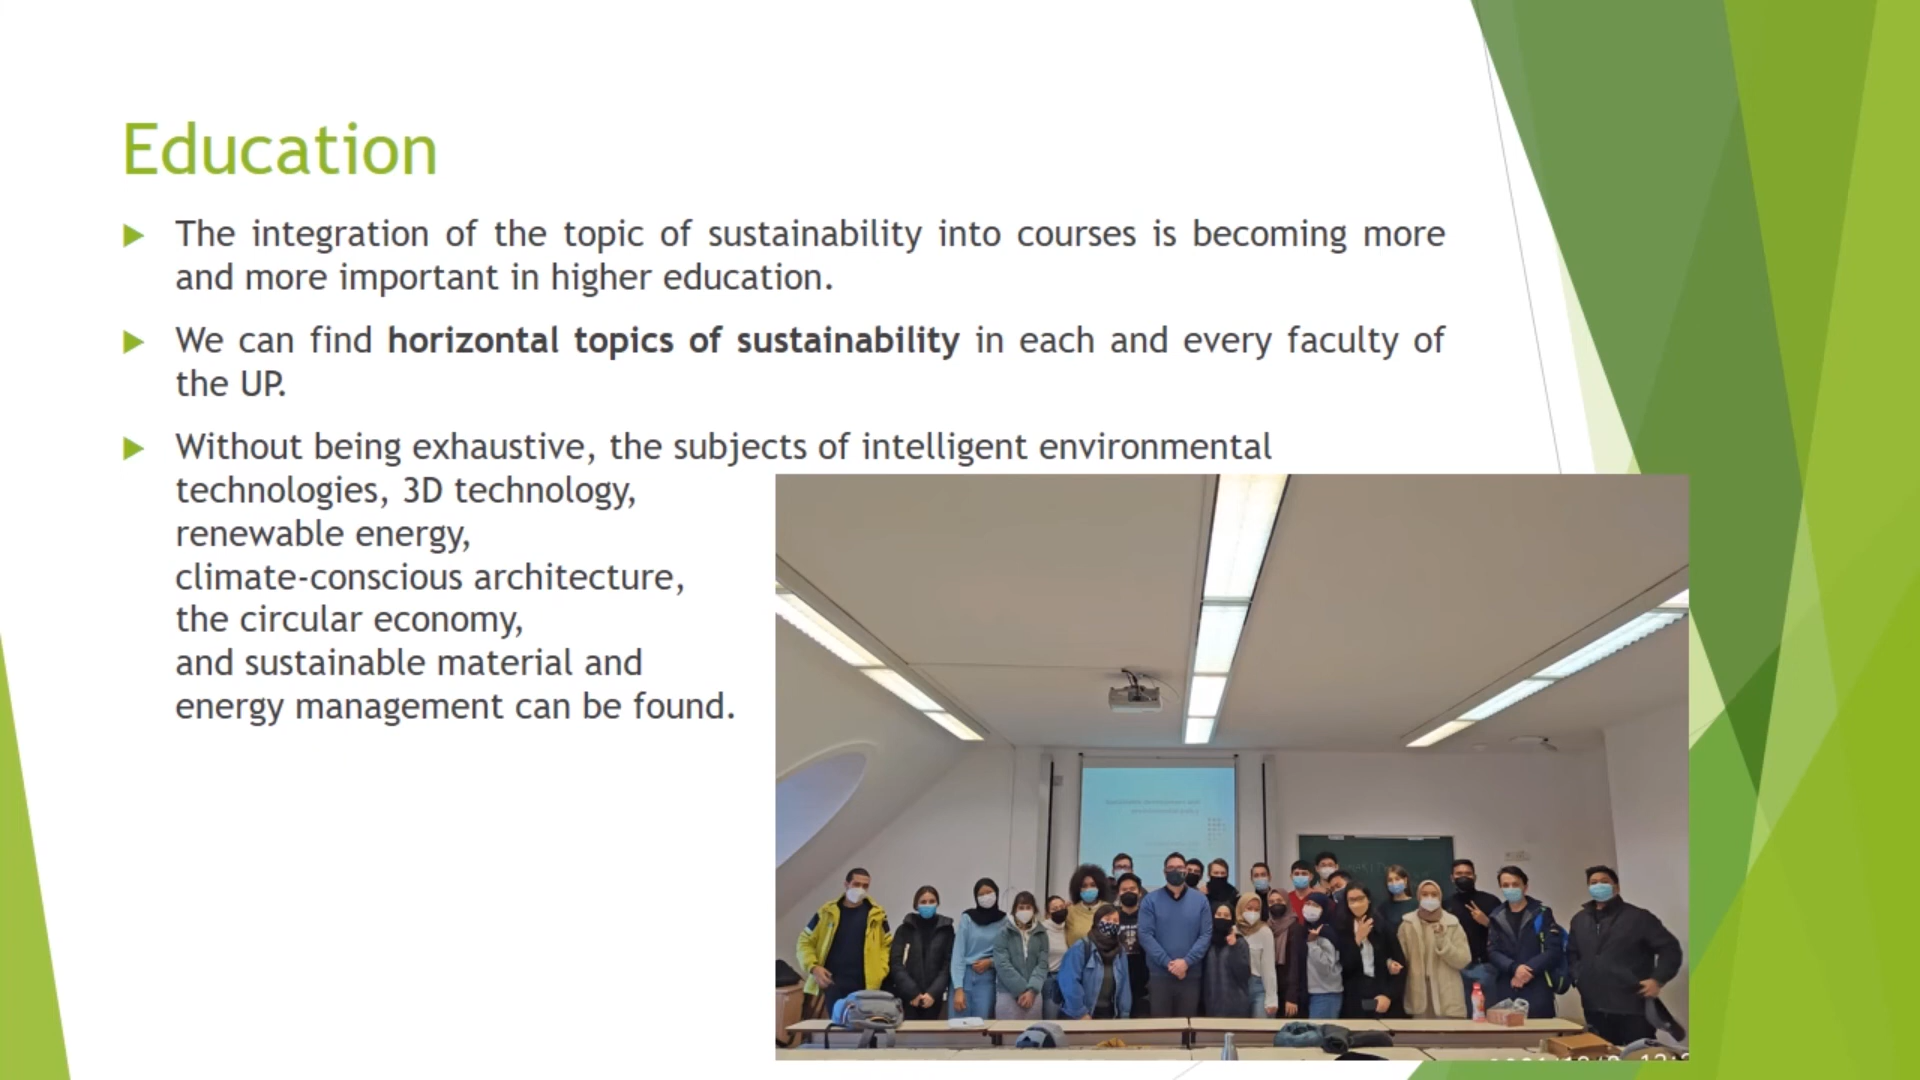 Education
The integration of the topic of sustainability into courses is becoming more
and more important in higher education.
We can find horizontal topics of sustainability in each and every faculty of
the UP.
Without being exhaustive, the subjects of intelligent environmental
technologies, 3D technology,
renewable energy,
climate-conscious architecture,
the circular economy,
and sustainable material and
energy management can be found.